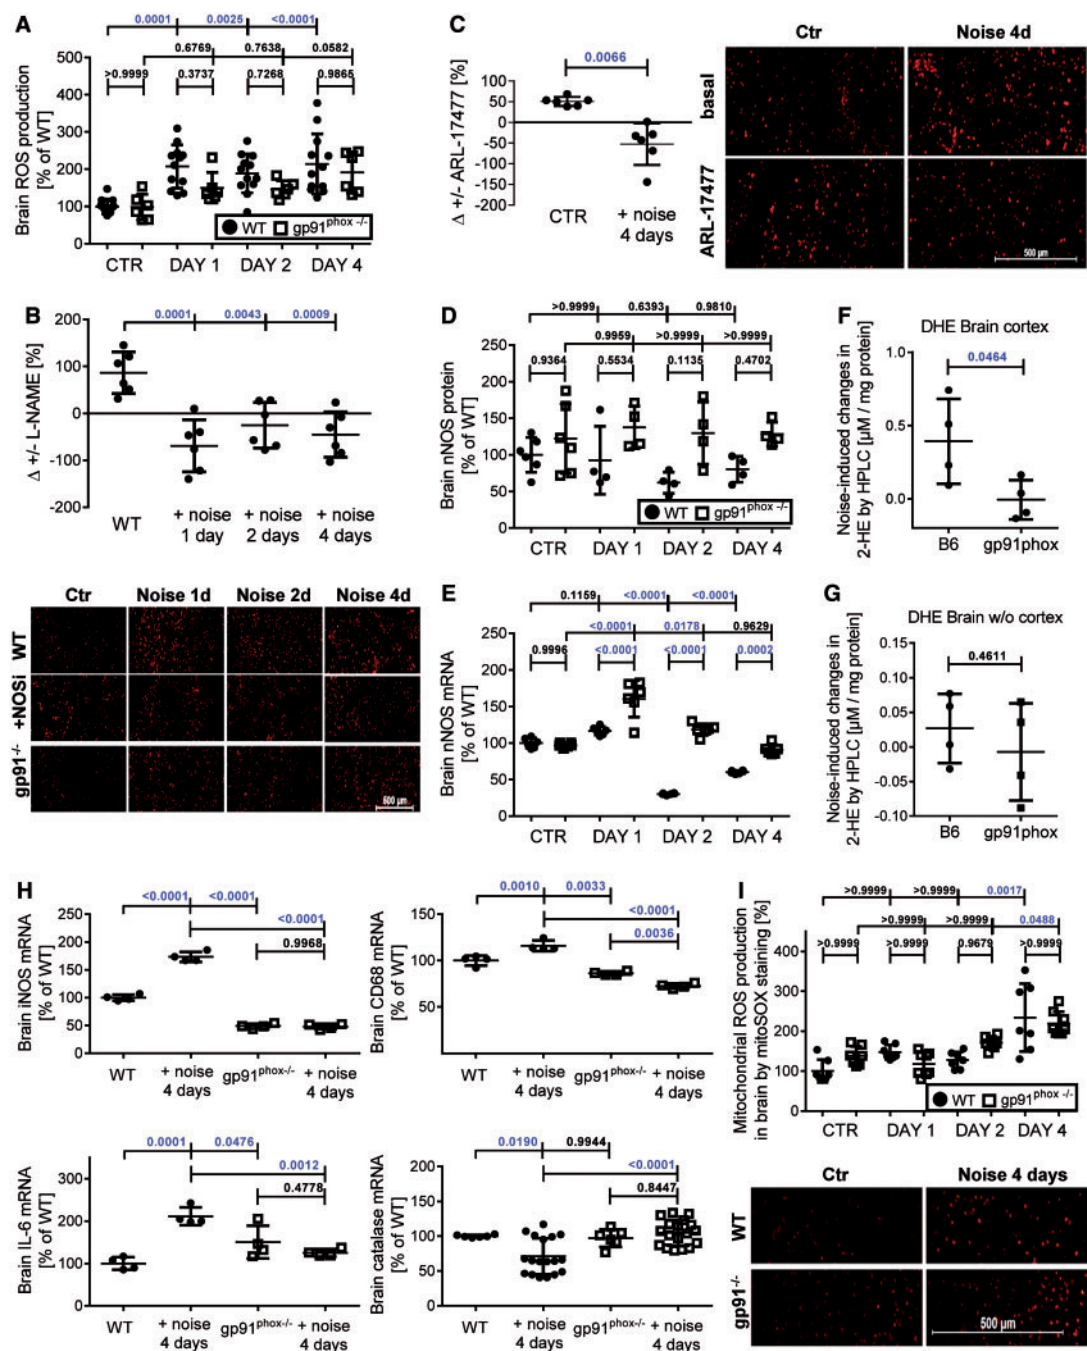 A
0.0001 0.0025 <0.0001
0.6769 0.7638 0.0582
>0.9999 0.3737 0.7268 0.9865
Brain ROS production
[% of WT]
500
400
300
200
100
0
WT gp91phox -/-
CTR DAY 1 DAY 2 DAY 4
B
0.0001 0.0043 0.0009
Δ +/- L-NAME [%]
200
100
0
-100
-200
WT + noise 1 day + noise 2 days + noise 4 days
Ctr Noise 1d Noise 2d Noise 4d
WT
+NOSi
gp91-/-
500 µm
C
0.0066
Δ +/- ARL-17477 [%]
100
50
0
-50
-100
-150
-200
CTR + noise 4 days
Ctr Noise 4d
basal
ARL-17477
500 µm
D
>0.9999 0.6393 0.9810
0.9959 >0.9999 >0.9999
0.9364 0.5534 0.1135 0.4702
Brain nNOS protein
[% of WT]
250
200
150
100
50
0
WT gp91phox -/-
CTR DAY 1 DAY 2 DAY 4
E
0.1159 <0.0001 <0.0001
<0.0001 0.0178 0.9629
0.9996 <0.0001 <0.0001 0.0002
Brain nNOS mRNA
[% of WT]
250
200
150
100
50
0
CTR DAY 1 DAY 2 DAY 4
F
DHE Brain cortex
0.0464
Noise-induced changes in
2-HE by HPLC [µM / mg protein]
1.0
0.5
0.0
B6 gp91phox
G
DHE Brain w/o cortex
0.4611
Noise-induced changes in
2-HE by HPLC [µM / mg protein]
0.15
0.10
0.05
0.00
-0.05
-0.10
B6 gp91phox
H
<0.0001 <0.0001
<0.0001
0.9968
Brain iNOS mRNA
[% of WT]
250
200
150
100
50
0
WT + noise 4 days gp91phox-/- + noise 4 days
0.0010 0.0033
<0.0001
0.0036
Brain CD68 mRNA
[% of WT]
150
100
50
WT + noise 4 days gp91phox-/- + noise 4 days
0.0001 0.0476
0.0012
0.4778
Brain IL-6 mRNA
[% of WT]
300
200
100
0
WT + noise 4 days gp91phox-/- + noise 4 days
0.0190 0.9944
<0.0001
0.8447
Brain catalase mRNA
[% of WT]
200
150
100
50
0
WT + noise 4 days gp91phox-/- + noise 4 days
I
>0.9999 >0.9999 0.0017
>0.9999 >0.9999 0.0488
>0.9999 >0.9999 0.9679 >0.9999
Mitochondrial ROS production
in brain by mitoSOX staining [%]
400
300
200
100
0
WT gp91phox -/-
CTR DAY 1 DAY 2 DAY 4
Ctr Noise 4 days
WT
gp91-/-
500 µm